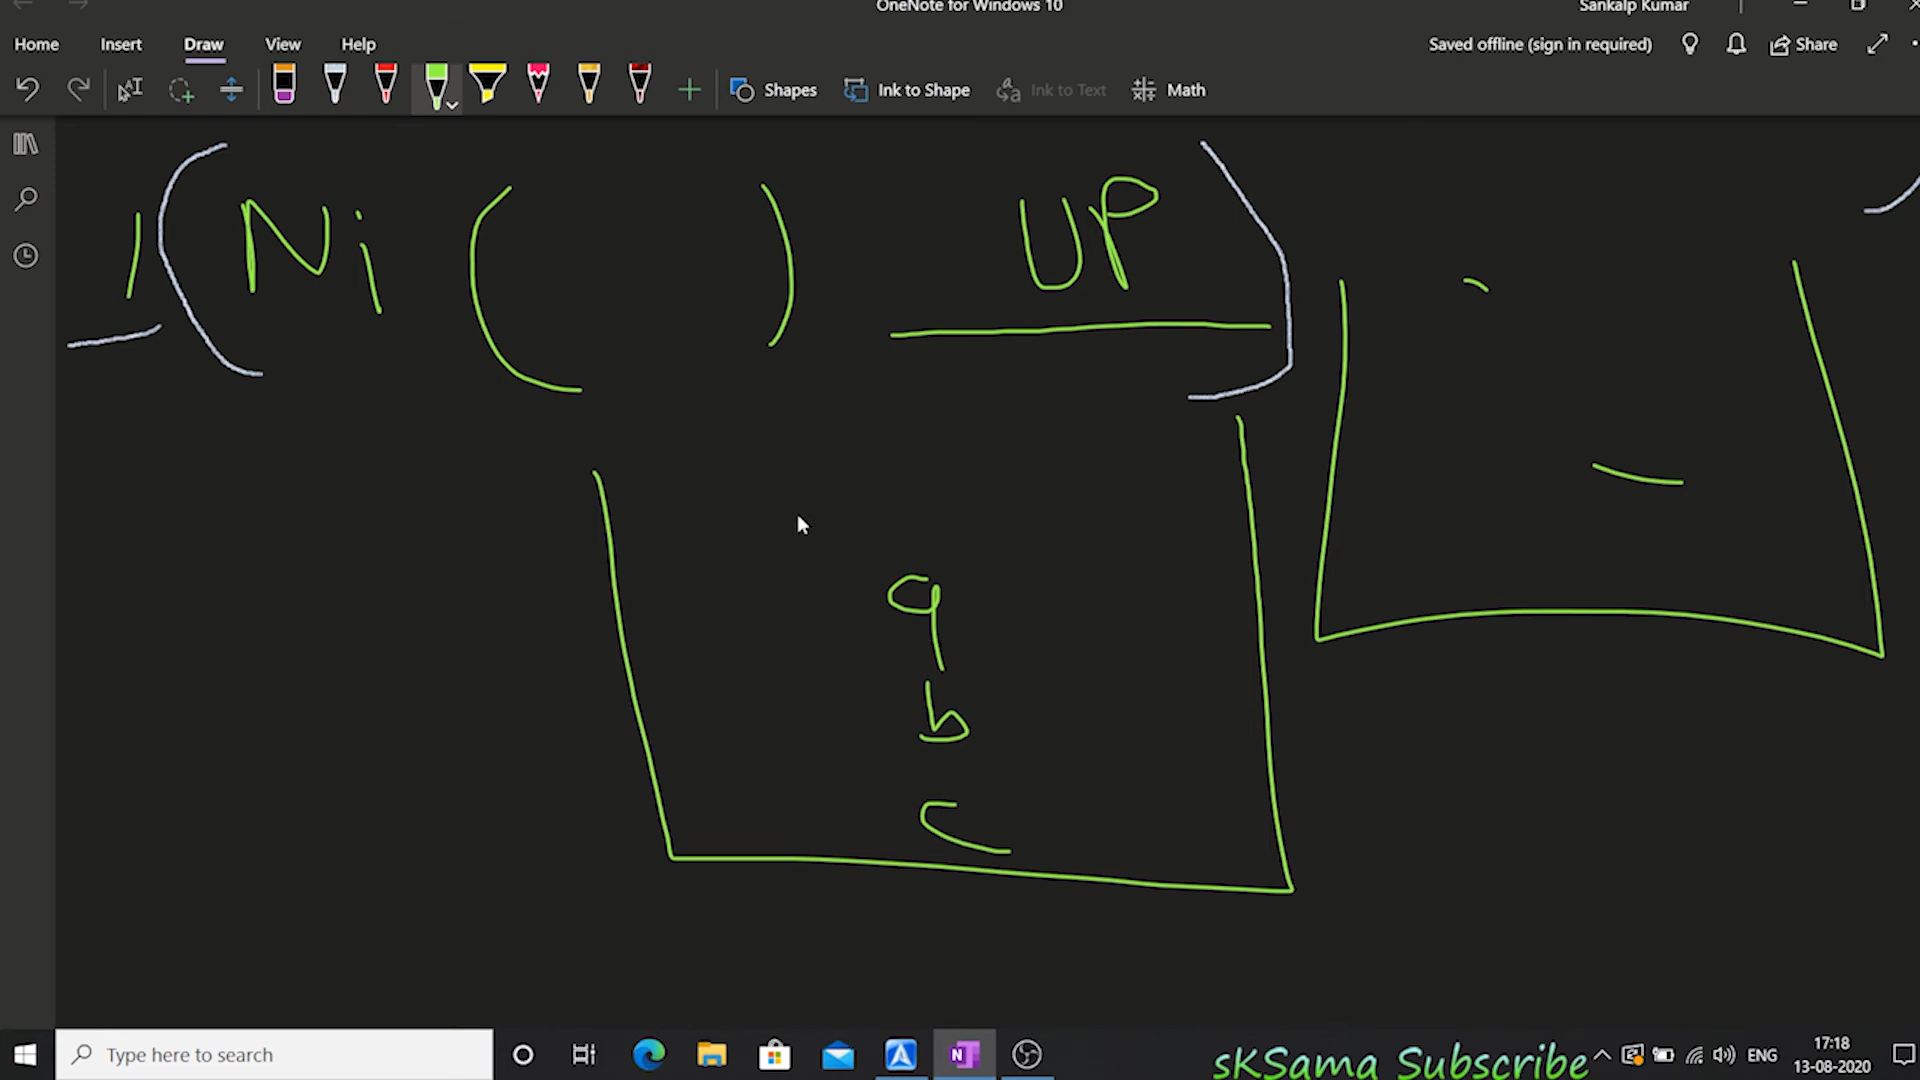 OneNote for Windows 10
Sankalp Kumar
Home Insert Draw View Help
Saved offline (sign in required) Share
Shapes Ink to Shape Ink to Text Math
1 ( Ni ( ) UP )
a
b
c
Type here to search
sKSama Subscribe
ENG
17:18
13-08-2020